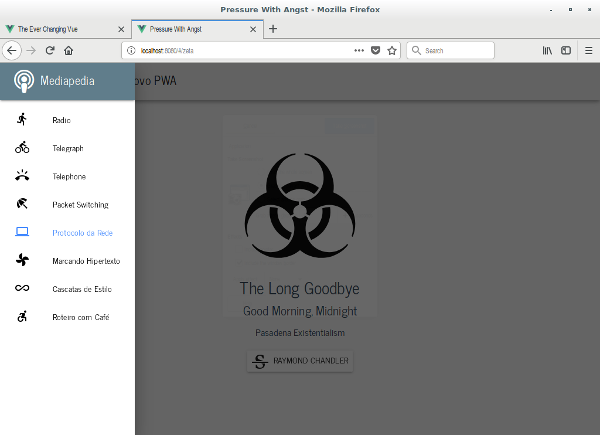 Pressure With Angst - Mozilla Firefox
The Ever Changing Vue
Pressure With Angst
localhost:8080/4/zeta
Search
Mediapedia
ovo PWA
Radio
Telegraph
Telephone
Packet Switching
Protocolo da Rede
Marcando Hipertexto
Cascatas de Estilo
Roteiro com Café
The Long Goodbye
Good Morning, Midnight
Pasadena Existentialism
RAYMOND CHANDLER